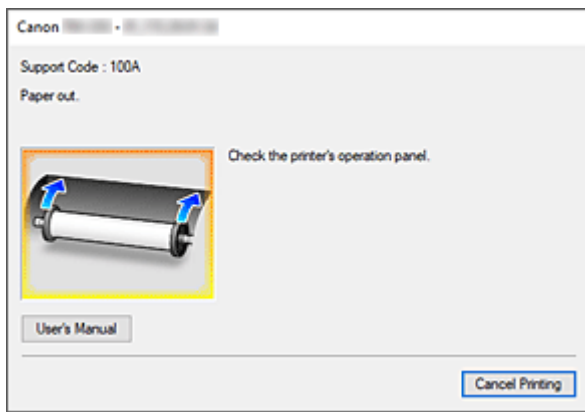 Canon -
Support Code : 100A
Paper out.
Check the printer's operation panel.
User's Manual
Cancel Printing